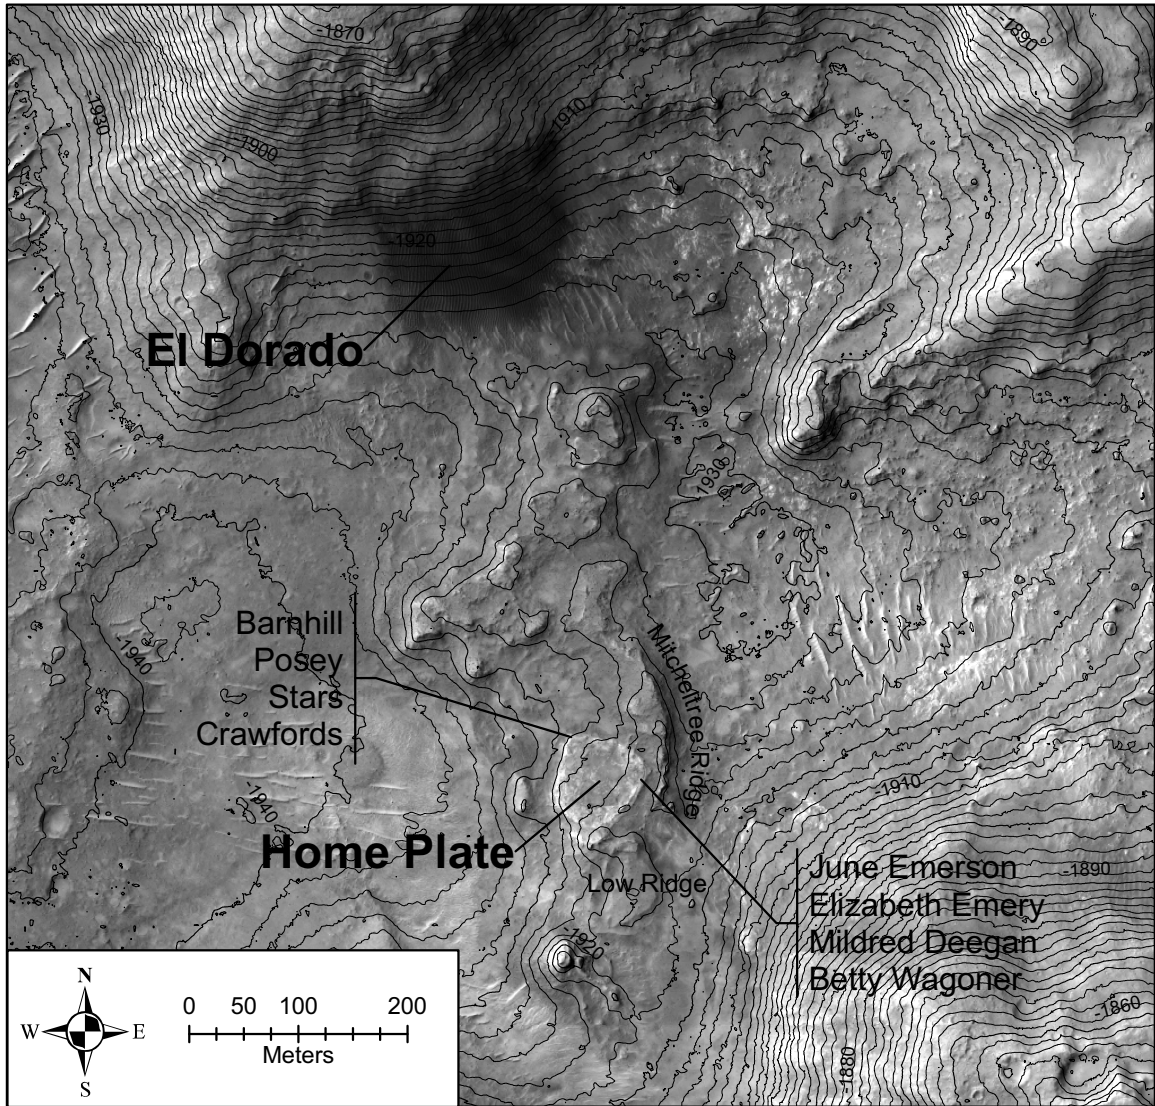 -1870
-1890
-1930
-1910
-1900
-1920
El Dorado
-1930
Barnhill
Posey
Stars
Crawfords
-1940
Mitcheltree Ridge
-1940
-1910
Home Plate
Low Ridge
June Emerson
Elizabeth Emery
Mildred Deegan
Betty Wagoner
-1890
-1920
-1860
-1880
N
W E
S
0 50 100 200
Meters